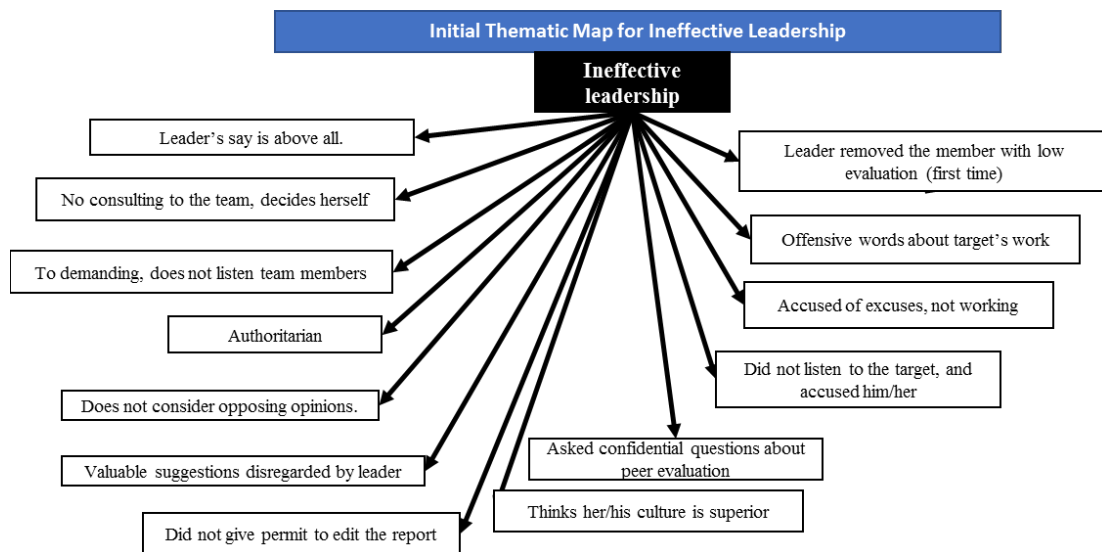 Initial Thematic Map for Ineffective Leadership
Ineffective
leadership
Leader’s say is above all.
No consulting to the team, decides herself
To demanding, does not listen team members
Authoritarian
Does not consider opposing opinions.
Valuable suggestions disregarded by leader
Did not give permit to edit the report
Leader removed the member with low
evaluation (first time)
Offensive words about target’s work
Accused of excuses, not working
Did not listen to the target, and
accused him/her
Asked confidential questions about
peer evaluation
Thinks her/his culture is superior